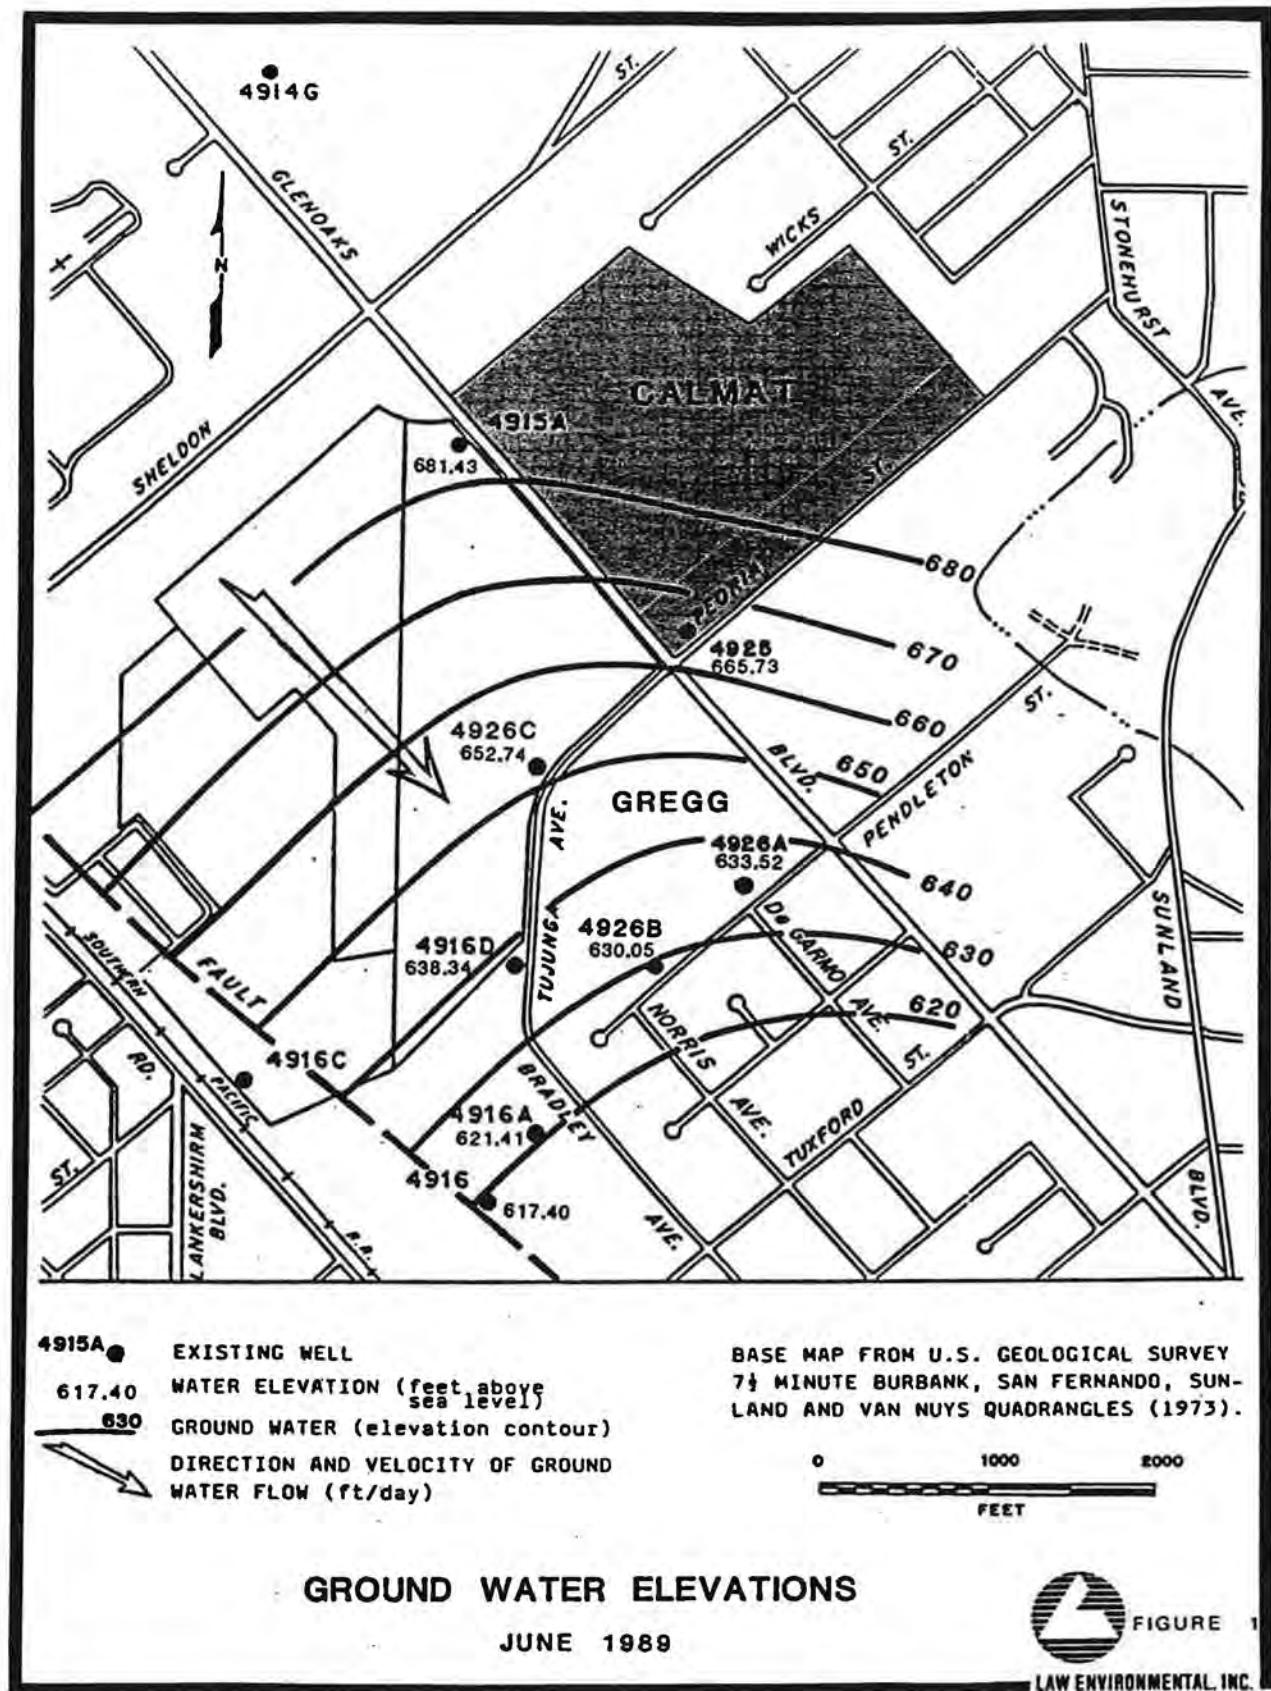 4914G
ST.
GLENOAKS
N
WICKS
ST.
STONEHURST
AVE.
CALMAT
4915A
681.43
SHELDON
ST.
PEORIA
680
4925
665.73
670
ST.
660
4926C
652.74
BLVD.
650
PENDLETON
GREGG
AVE.
4926A
633.52
640
SUNLAND
TUJUNGA
De GARMO
4926B
630.05
630
4916D
638.34
SOUTHERN
FAULT
AVE.
620
NORRIS
ST.
4916C
RD.
PACIFIC
BRADLEY
4916A
621.41
AVE.
TUXFORD
ST.
LANKERSHIRM
BLVD.
4916
617.40
AVE.
BLVD.
R.R.
4915A
EXISTING WELL
617.40
WATER ELEVATION (feet above
sea level)
630
GROUND WATER (elevation contour)
DIRECTION AND VELOCITY OF GROUND
WATER FLOW (ft/day)
BASE MAP FROM U.S. GEOLOGICAL SURVEY
7½ MINUTE BURBANK, SAN FERNANDO, SUN-
LAND AND VAN NUYS QUADRANGLES (1973).
0 1000 2000
FEET
GROUND WATER ELEVATIONS
JUNE 1989
FIGURE 1
LAW ENVIRONMENTAL, INC.